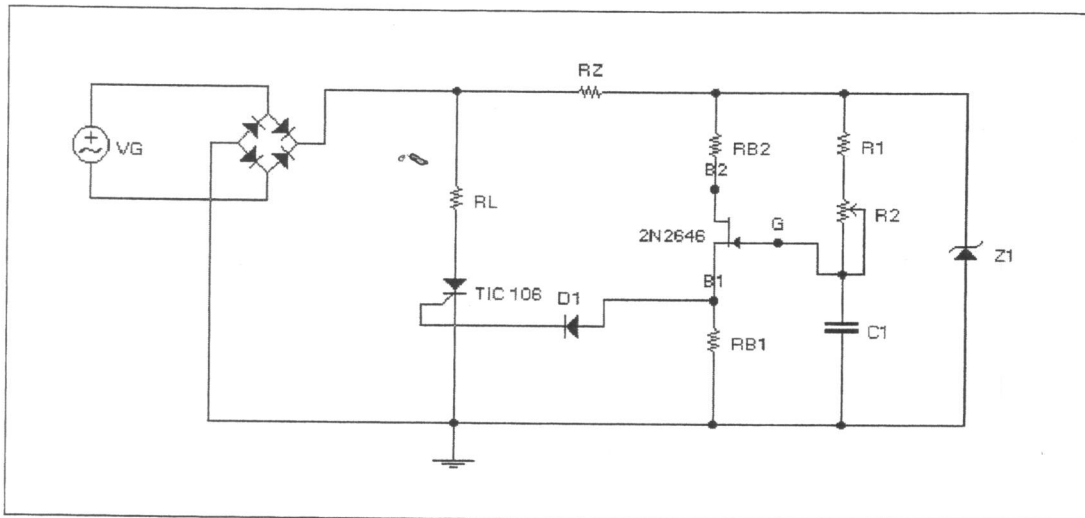 RZ
VG
RB2
B2
R1
RL
R2
G
2N2646
Z1
B1
TIC 106
D1
RB1
C1